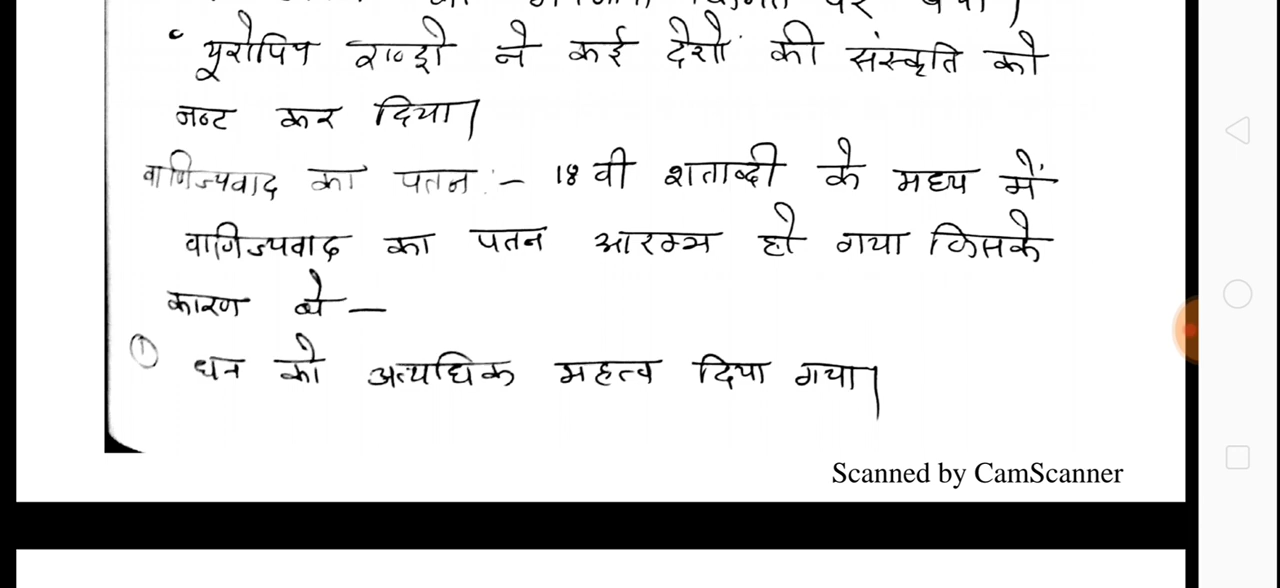 पर
• यूरोपिय राष्ट्रो ने कई देशों की संस्कृति को
नष्ट कर दिया।
वाणिज्यवाद का पतन :- 18 वी शताब्दी के मध्य में
वाणिज्यवाद का पतन आरम्भ हो गया जिसके
कारण थे —
① धन को अत्यधिक महत्व दिया गया।
Scanned by CamScanner